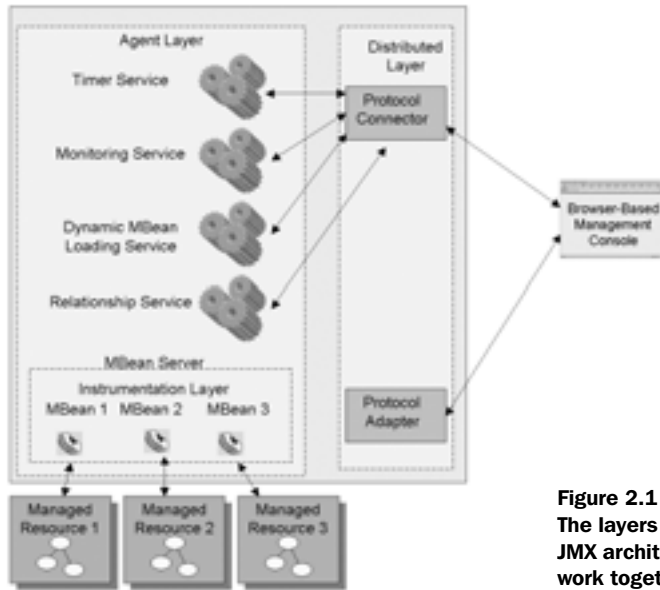 Agent Layer
Timer Service
Monitoring Service
Dynamic MBean
Loading Service
Relationship Service
MBean Server
Instrumentation Layer
MBean 1 MBean 2 MBean 3
Distributed
Layer
Protocol
Connector
Protocol
Adapter
Browser-Based
Management
Console
Managed
Resource 1
Managed
Resource 2
Managed
Resource 3
Figure 2.1
The layers
JMX archit
work toget